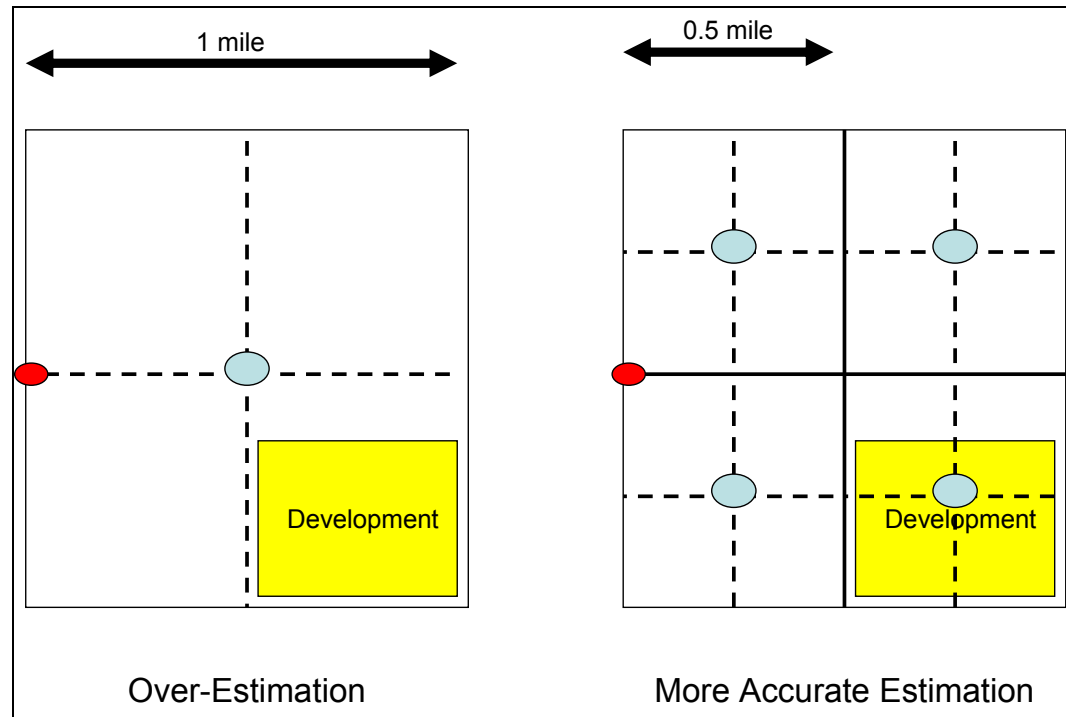 1 mile
0.5 mile
Development
Development
Over-Estimation
More Accurate Estimation